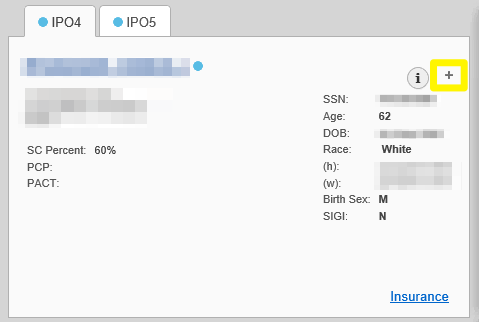 IPO4 IPO5
i +
SSN:
Age: 62
DOB:
Race: White
SC Percent: 60%
PCP:
(h):
PACT:
(w):
Birth Sex: M
SIGI: N
Insurance